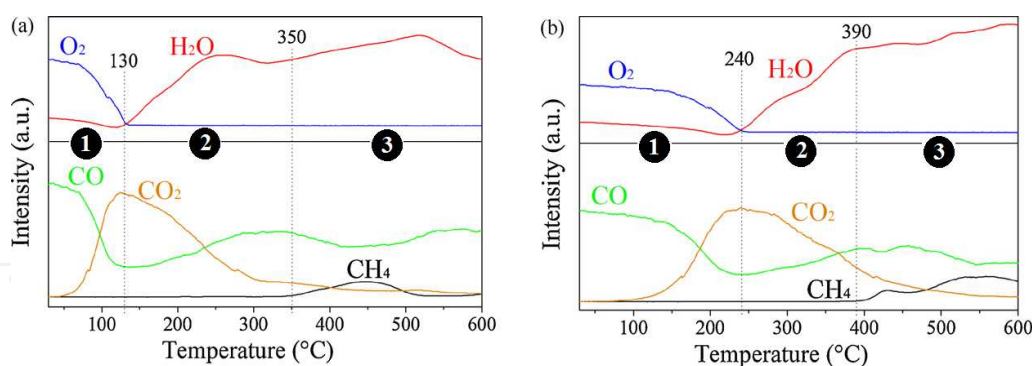 (a)
O₂
130
H₂O
350
1
2
3
CO
CO₂
CH₄
Intensity (a.u.)
100 200 300 400 500 600
Temperature (°C)
(b)
O₂
240
H₂O
390
1
2
3
CO
CO₂
CH₄
Intensity (a.u.)
100 200 300 400 500 600
Temperature (°C)